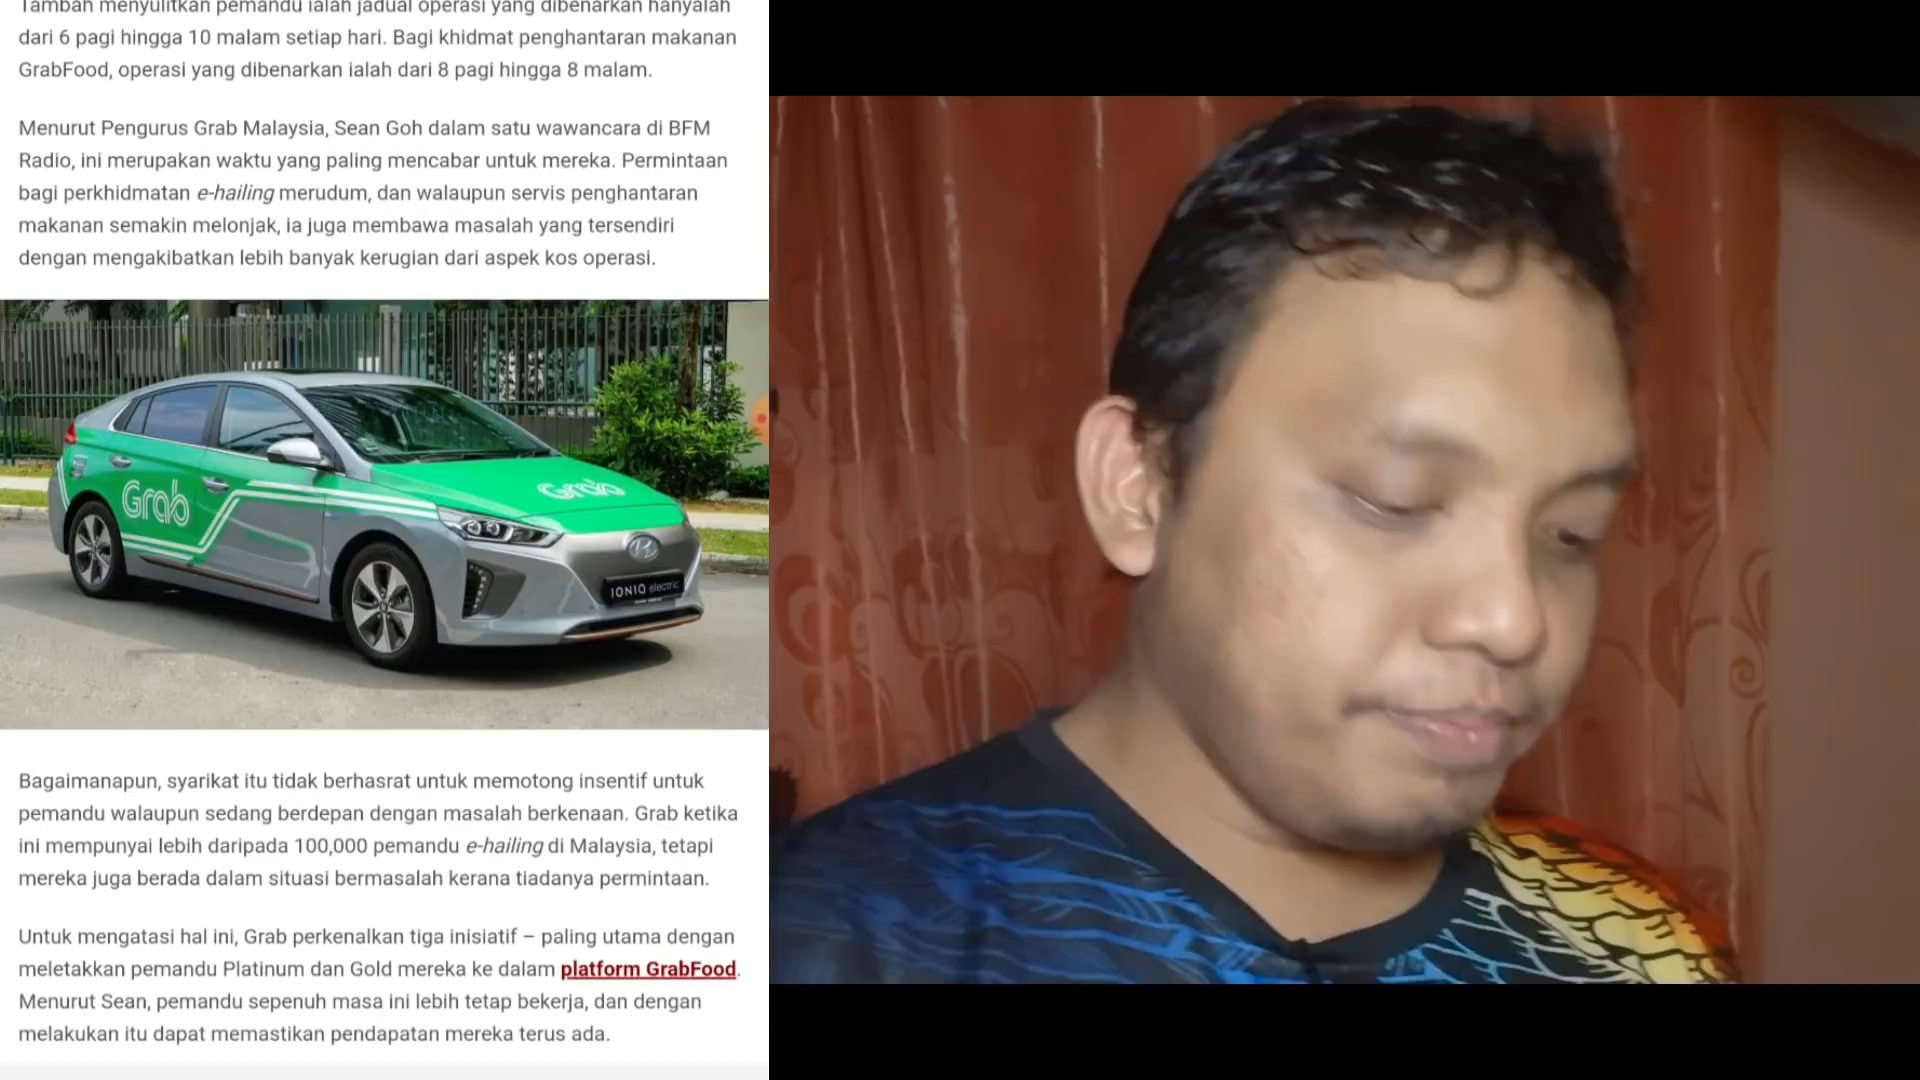 Tambah menyulitkan pemandu ialah jadual operasi yang dibenarkan hanyalah
dari 6 pagi hingga 10 malam setiap hari. Bagi khidmat penghantaran makanan
GrabFood, operasi yang dibenarkan ialah dari 8 pagi hingga 8 malam.
Menurut Pengurus Grab Malaysia, Sean Goh dalam satu wawancara di BFM
Radio, ini merupakan waktu yang paling mencabar untuk mereka. Permintaan
bagi perkhidmatan e-hailing merudum, dan walaupun servis penghantaran
makanan semakin melonjak, ia juga membawa masalah yang tersendiri
dengan mengakibatkan lebih banyak kerugian dari aspek kos operasi.
Grab
Grab
IONIQ electric
Bagaimanapun, syarikat itu tidak berhasrat untuk memotong insentif untuk
pemandu walaupun sedang berdepan dengan masalah berkenaan. Grab ketika
ini mempunyai lebih daripada 100,000 pemandu e-hailing di Malaysia, tetapi
mereka juga berada dalam situasi bermasalah kerana tiadanya permintaan.
Untuk mengatasi hal ini, Grab perkenalkan tiga inisiatif – paling utama dengan
meletakkan pemandu Platinum dan Gold mereka ke dalam platform GrabFood.
Menurut Sean, pemandu sepenuh masa ini lebih tetap bekerja, dan dengan
melakukan itu dapat memastikan pendapatan mereka terus ada.